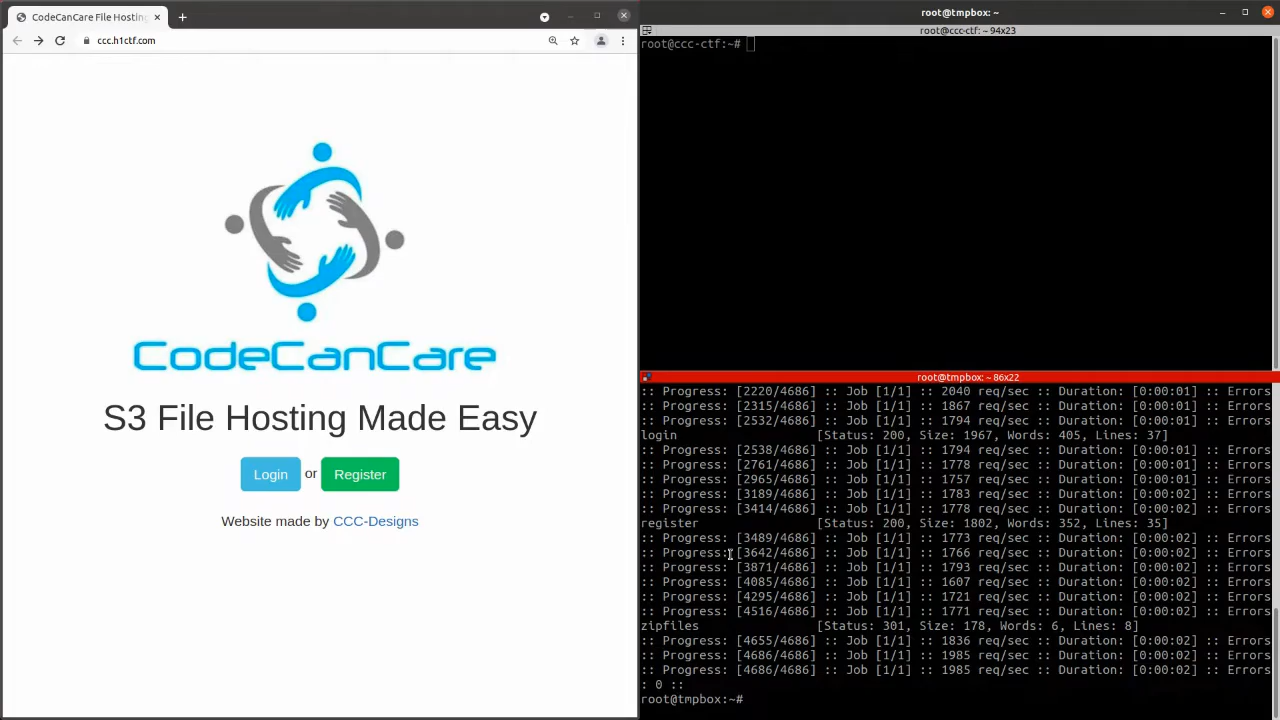 CodeCanCare File Hosting
ccc.h1ctf.com
CodeCanCare
S3 File Hosting Made Easy
Login or Register
Website made by CCC-Designs
root@tmpbox: ~
root@ccc-ctf: ~ 94x23
root@ccc-ctf:~#
root@tmpbox: ~ 86x22
:: Progress: [2220/4686] :: Job [1/1] :: 2040 req/sec :: Duration: [0:00:01] :: Errors
:: Progress: [2315/4686] :: Job [1/1] :: 1867 req/sec :: Duration: [0:00:01] :: Errors
:: Progress: [2532/4686] :: Job [1/1] :: 1794 req/sec :: Duration: [0:00:01] :: Errors
login [Status: 200, Size: 1967, Words: 405, Lines: 37]
:: Progress: [2538/4686] :: Job [1/1] :: 1794 req/sec :: Duration: [0:00:01] :: Errors
:: Progress: [2761/4686] :: Job [1/1] :: 1778 req/sec :: Duration: [0:00:01] :: Errors
:: Progress: [2965/4686] :: Job [1/1] :: 1757 req/sec :: Duration: [0:00:01] :: Errors
:: Progress: [3189/4686] :: Job [1/1] :: 1783 req/sec :: Duration: [0:00:02] :: Errors
:: Progress: [3414/4686] :: Job [1/1] :: 1778 req/sec :: Duration: [0:00:02] :: Errors
register [Status: 200, Size: 1802, Words: 352, Lines: 35]
:: Progress: [3489/4686] :: Job [1/1] :: 1773 req/sec :: Duration: [0:00:02] :: Errors
:: Progress: [3642/4686] :: Job [1/1] :: 1766 req/sec :: Duration: [0:00:02] :: Errors
:: Progress: [3871/4686] :: Job [1/1] :: 1793 req/sec :: Duration: [0:00:02] :: Errors
:: Progress: [4085/4686] :: Job [1/1] :: 1607 req/sec :: Duration: [0:00:02] :: Errors
:: Progress: [4295/4686] :: Job [1/1] :: 1721 req/sec :: Duration: [0:00:02] :: Errors
:: Progress: [4516/4686] :: Job [1/1] :: 1771 req/sec :: Duration: [0:00:02] :: Errors
zipfiles [Status: 301, Size: 178, Words: 6, Lines: 8]
:: Progress: [4655/4686] :: Job [1/1] :: 1836 req/sec :: Duration: [0:00:02] :: Errors
:: Progress: [4686/4686] :: Job [1/1] :: 1985 req/sec :: Duration: [0:00:02] :: Errors
:: Progress: [4686/4686] :: Job [1/1] :: 1985 req/sec :: Duration: [0:00:02] :: Errors
: 0 ::
root@tmpbox:~#